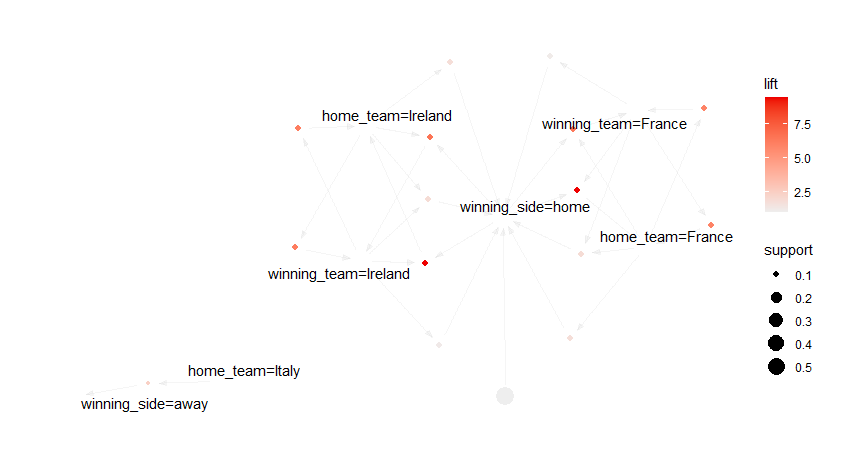 lift
home_team=Ireland
winning_team=France
7.5
5.0
2.5
winning_side=home
home_team=France
support
winning_team=Ireland
0.1
0.2
0.3
0.4
0.5
home_team=Italy
winning_side=away